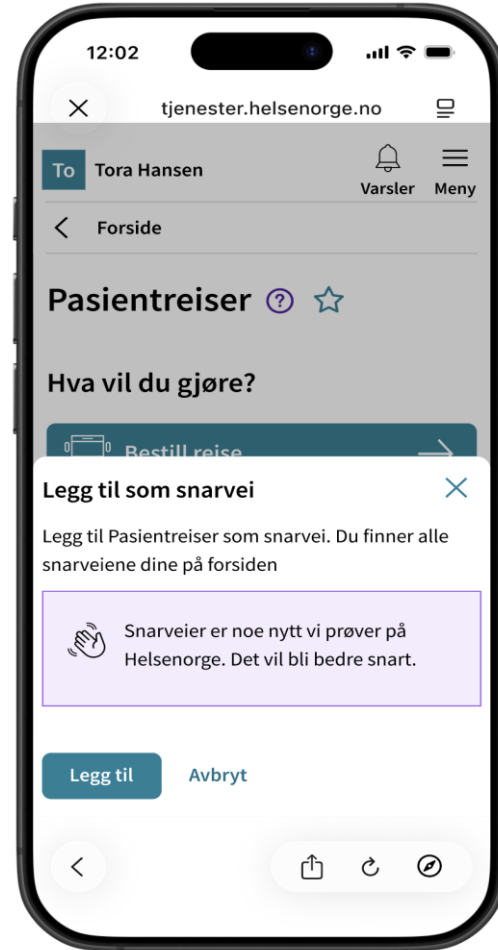 12:02
tjenester.helsenorge.no
To Tora Hansen
Varsler Meny
Forside
Pasientreiser ?
Hva vil du gjøre?
Bestill reise
Legg til som snarvei
Legg til Pasientreiser som snarvei. Du finner alle
snarveiene dine på forsiden
Snarveier er noe nytt vi prøver på
Helsenorge. Det vil bli bedre snart.
Legg til Avbryt